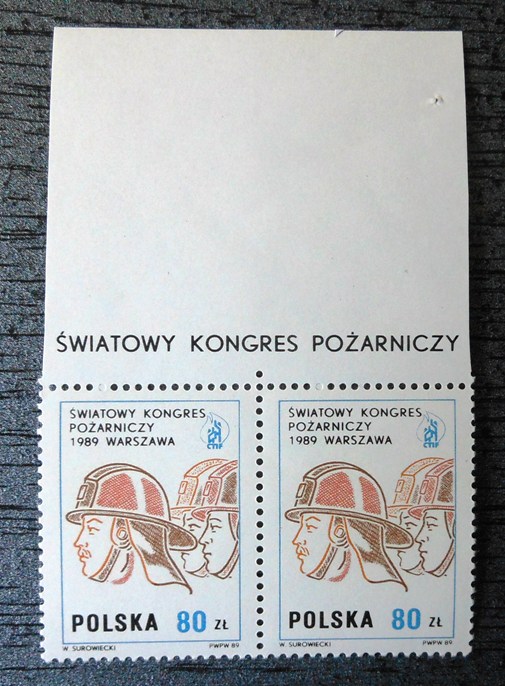 ŚWIATOWY KONGRES POŻARNICZY
ŚWIATOWY KONGRES
POŻARNICZY
1989 WARSZAWA
CTIF
POLSKA 80 ZŁ
W. SUROWIECKI PWPW 89
ŚWIATOWY KONGRES
POŻARNICZY
1989 WARSZAWA
CTIF
POLSKA 80 ZŁ
W. SUROWIECKI PWPW 89